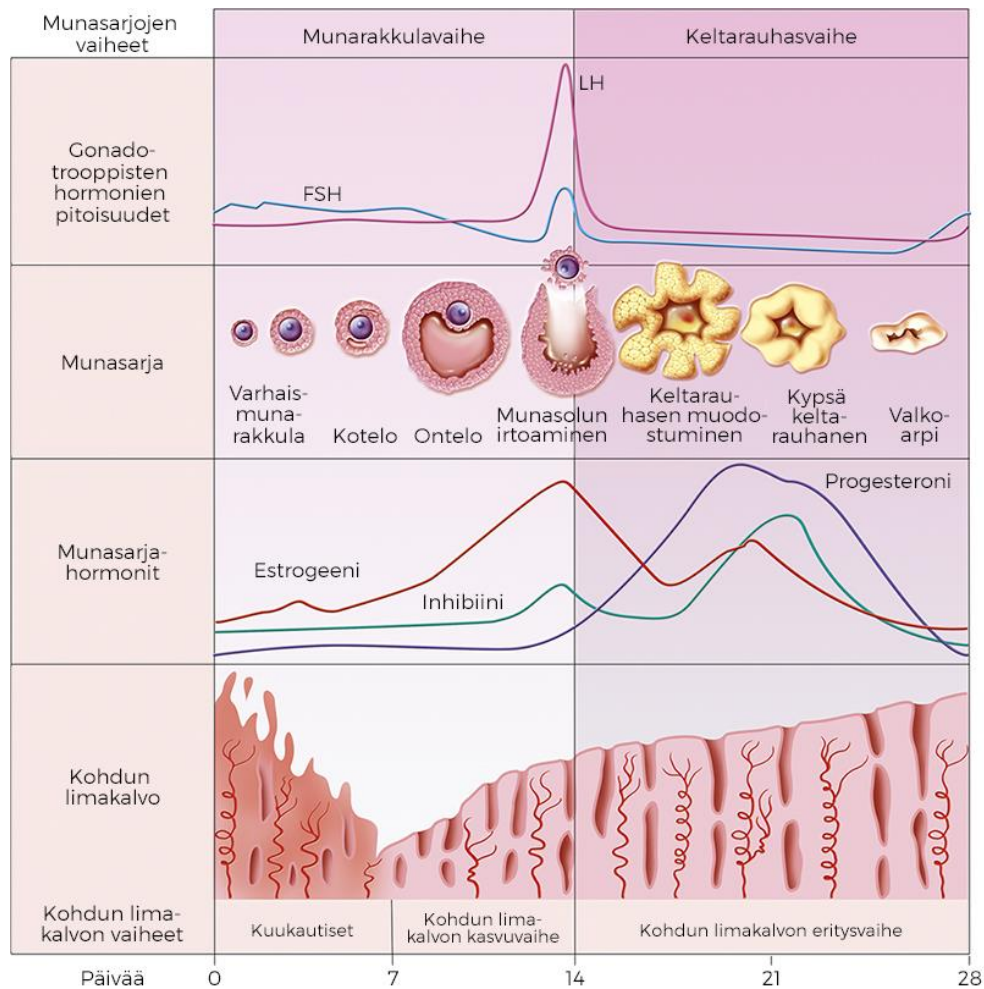 Munasarjojen
vaiheet
Munarakkulavaihe
Keltarauhasvaihe
Gonado-
trooppisten
hormonien
pitoisuudet
FSH
LH
Munasarja
Varhais-
muna-
rakkula
Kotelo
Ontelo
Munasolun
irtoaminen
Keltarau-
hasen muodo-
stuminen
Kypsä
kelta-
rauhanen
Valko-
arpi
Munasarja-
hormonit
Estrogeeni
Inhibiini
Progesteroni
Kohdun
limakalvo
Kohdun lima-
kalvon vaiheet
Kuukautiset
Kohdun lima-
kalvon kasvuvaihe
Kohdun limakalvon eritysvaihe
Päivää
0
7
14
21
28